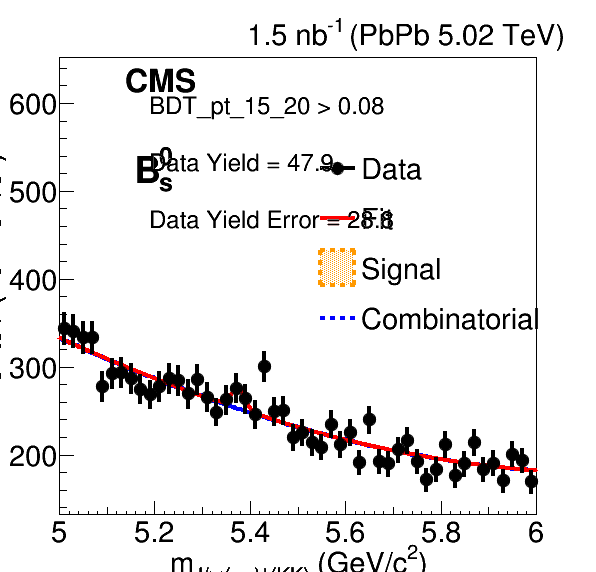 1.5 nb⁻¹ (PbPb 5.02 TeV)
CMS
BDT_pt_15_20 > 0.08
B⁰ₛ
Data Yield = 47.9
Data Yield Error = 28.8
Data
Fit
Signal
Combinatorial
600
500
400
300
200
5 5.2 5.4 5.6 5.8 6
(GeV/c²)